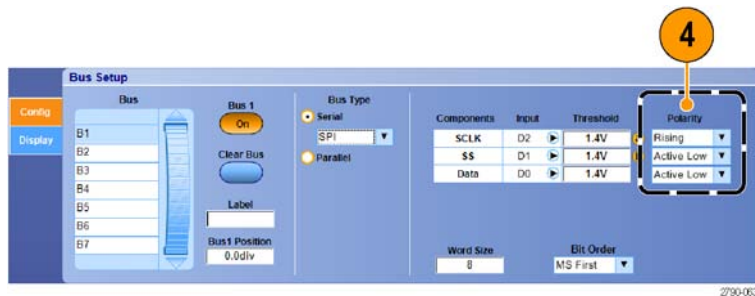 4
Bus Setup
Config
Display
Bus
B1
B2
B3
B4
B5
B6
B7
Bus 1
On
Clear Bus
Label
Bus1 Position
0.0div
Bus Type
Serial
SPI
Parallel
Components Input Threshold Polarity
SCLK D2 1.4V Rising
SS D1 1.4V Active Low
Data D0 1.4V Active Low
Word Size
8
Bit Order
MS First
2790-063